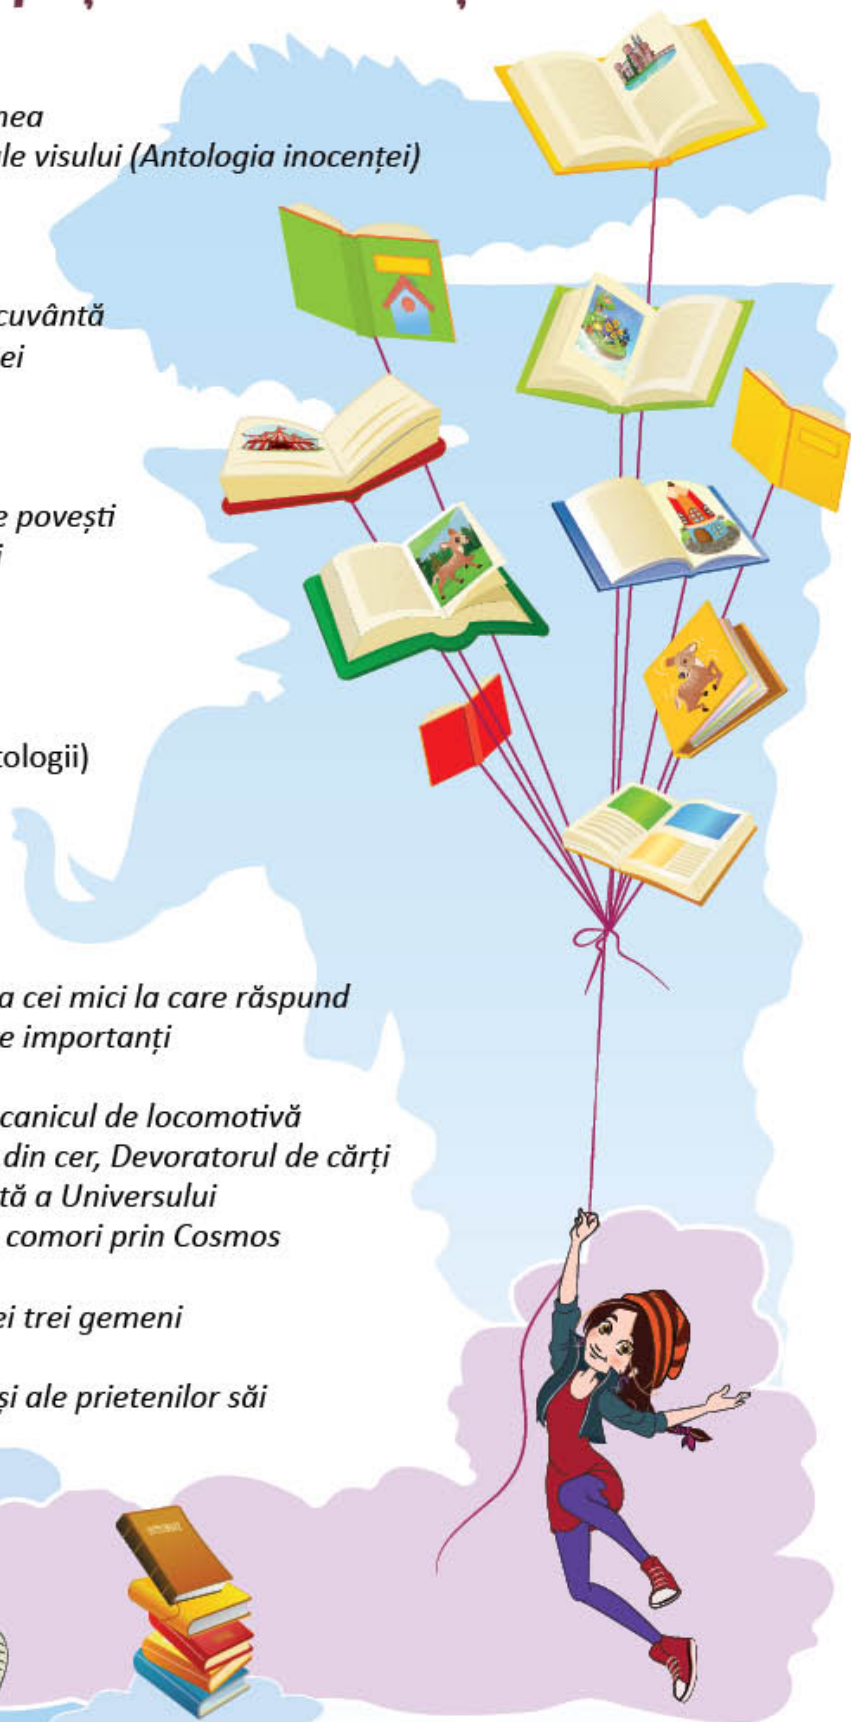 nea
ale visului (Antologia inocenței)
cuvântă
ei
e povești
i
tologii)
a cei mici la care răspund
e importanți
canicul de locomotivă
din cer, Devoratorul de cărți
tă a Universului
comori prin Cosmos
ei trei gemeni
și ale prietenilor săi